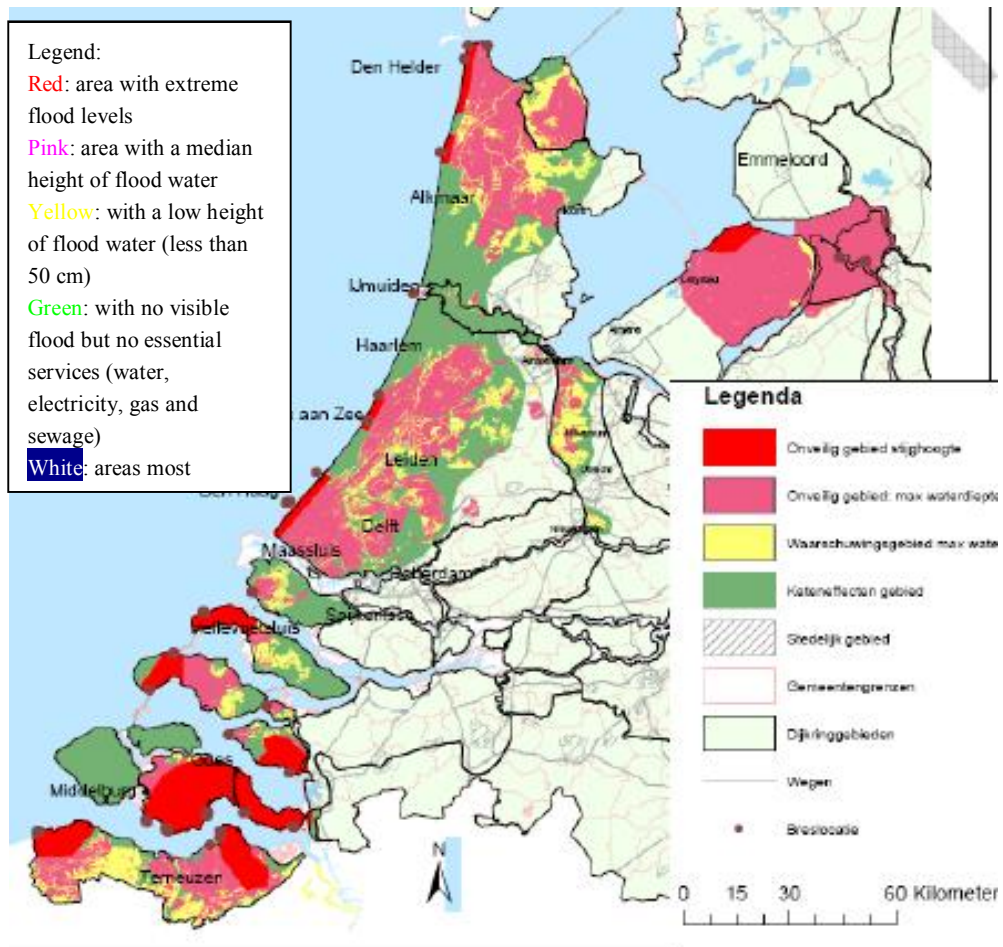 Legend:
Red: area with extreme
flood levels
Pink: area with a median
height of flood water
Yellow: with a low height
of flood water (less than
50 cm)
Green: with no visible
flood but no essential
services (water,
electricity, gas and
sewage)
White: areas most
Den Helder
Emmeloord
Alkmaar
IJmuiden
Haarlem
aan Zee
Leiden
Delft
Maassluis
Middelburg
Terneuzen
N
Legenda
Onveilig gebied stijghoogte
Onveilig gebied: max waterdiepte
Waarschuwingsgebied max wate
Keteneffecten gebied
Stedelijk gebied
Gemeentengrenzen
Dijkringgebieden
Wegen
Breslocatie
0 15 30 60 Kilometer